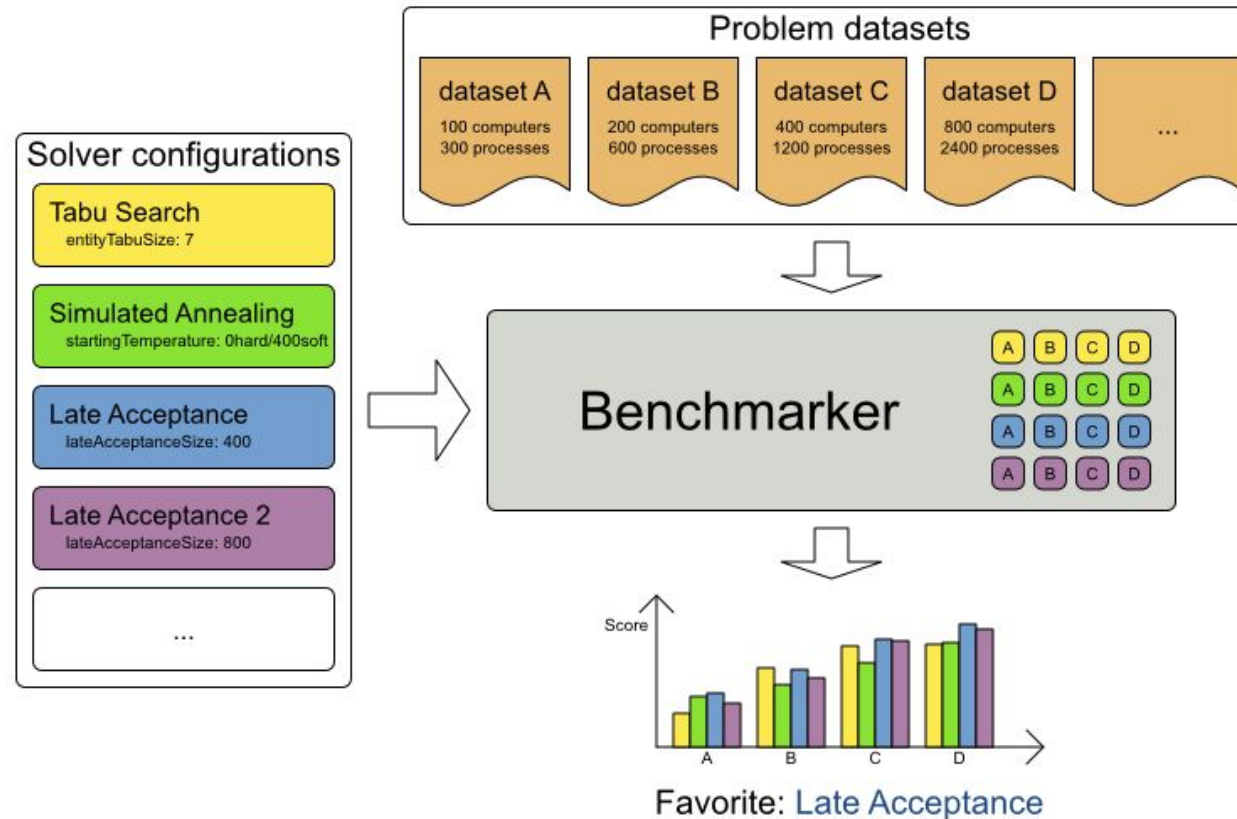 Problem datasets
dataset A
100 computers
300 processes
dataset B
200 computers
600 processes
dataset C
400 computers
1200 processes
dataset D
800 computers
2400 processes
...
Solver configurations
Tabu Search
entityTabuSize: 7
Simulated Annealing
startingTemperature: 0hard/400soft
Late Acceptance
lateAcceptanceSize: 400
Late Acceptance 2
lateAcceptanceSize: 800
...
Benchmarker
A B C D
A B C D
A B C D
A B C D
Score
A B C D
Favorite: Late Acceptance